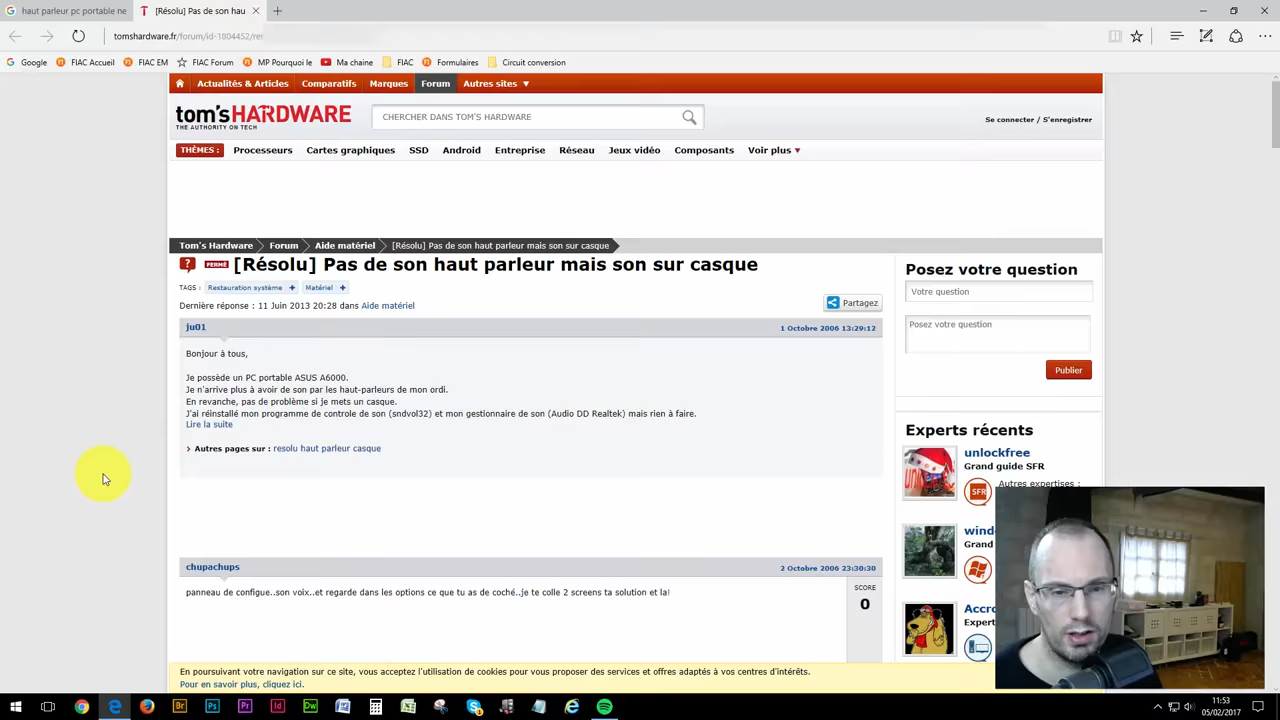 haut parleur pc portable ne
[Résolu] Pas de son hau
tomshardware.fr/forum/id-1804452/res
Google
FIAC Accueil
FIAC EM
FIAC Forum
MP Pourquoi le
Ma chaine
FIAC
Formulaires
Circuit conversion
Actualités & Articles
Comparatifs
Marques
Forum
Autres sites
tom's HARDWARE
THE AUTHORITY ON TECH
CHERCHER DANS TOM'S HARDWARE
Se connecter / S'enregistrer
THÈMES :
Processeurs
Cartes graphiques
SSD
Android
Entreprise
Réseau
Jeux vidéo
Composants
Voir plus
Tom's Hardware
Forum
Aide matériel
[Résolu] Pas de son haut parleur mais son sur casque
? FERMÉ [Résolu] Pas de son haut parleur mais son sur casque
TAGS : Restauration système + Matériel +
Dernière réponse : 11 Juin 2013 20:28 dans Aide matériel
Partagez
ju01
1 Octobre 2006 13:29:12
Bonjour à tous,
Je possède un PC portable ASUS A6000.
Je n'arrive plus à avoir de son par les haut-parleurs de mon ordi.
En revanche, pas de problème si je mets un casque.
J'ai réinstallé mon programme de controle de son (sndvol32) et mon gestionnaire de son (Audio DD Realtek) mais rien à faire.
Lire la suite
Autres pages sur : resolu haut parleur casque
chupachups
2 Octobre 2006 23:30:30
panneau de configue..son voix..et regarde dans les options ce que tu as de coché..je te colle 2 screens ta solution et la!
SCORE
0
Posez votre question
Votre question
Posez votre question
Publier
Experts récents
unlockfree
Grand guide SFR
SFR
Autres expertises :
wind
Grand
Accro
Expert
En poursuivant votre navigation sur ce site, vous acceptez l'utilisation de cookies pour vous proposer des services et offres adaptés à vos centres d'intérêts.
Pour en savoir plus, cliquez ici.
Br
Ps
Pr
Id
Dw
11:53
05/02/2017